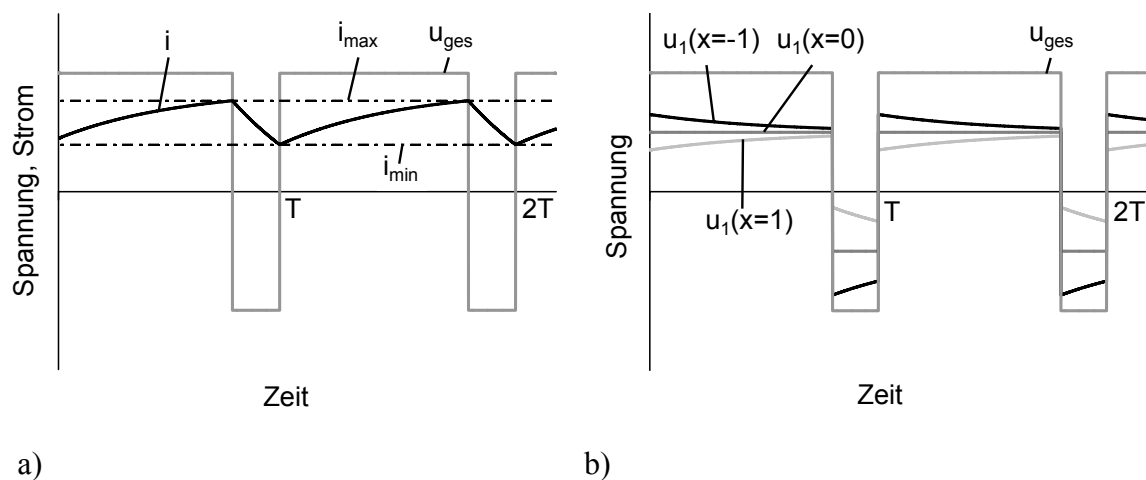 i
i_max
u_ges
i_min
T
2T
Spannung, Strom
Zeit
a)
u_1(x=-1)
u_1(x=0)
u_ges
T
2T
u_1(x=1)
Spannung
Zeit
b)